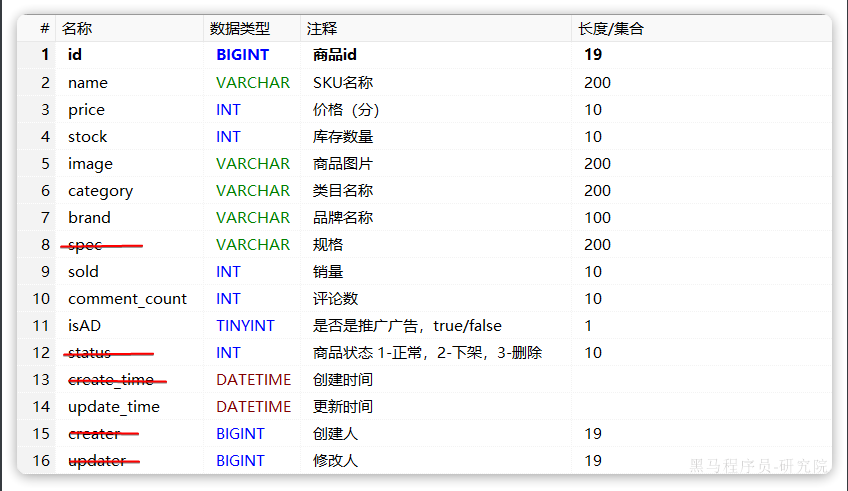 # 名称 数据类型 注释 长度/集合
1 id BIGINT 商品id 19
2 name VARCHAR SKU名称 200
3 price INT 价格（分） 10
4 stock INT 库存数量 10
5 image VARCHAR 商品图片 200
6 category VARCHAR 类目名称 200
7 brand VARCHAR 品牌名称 100
8 spec VARCHAR 规格 200
9 sold INT 销量 10
10 comment_count INT 评论数 10
11 isAD TINYINT 是否是推广广告，true/false 1
12 status INT 商品状态 1-正常，2-下架，3-删除 10
13 create_time DATETIME 创建时间
14 update_time DATETIME 更新时间
15 creater BIGINT 创建人 19
16 updater BIGINT 修改人 19
黑马程序员-研究院